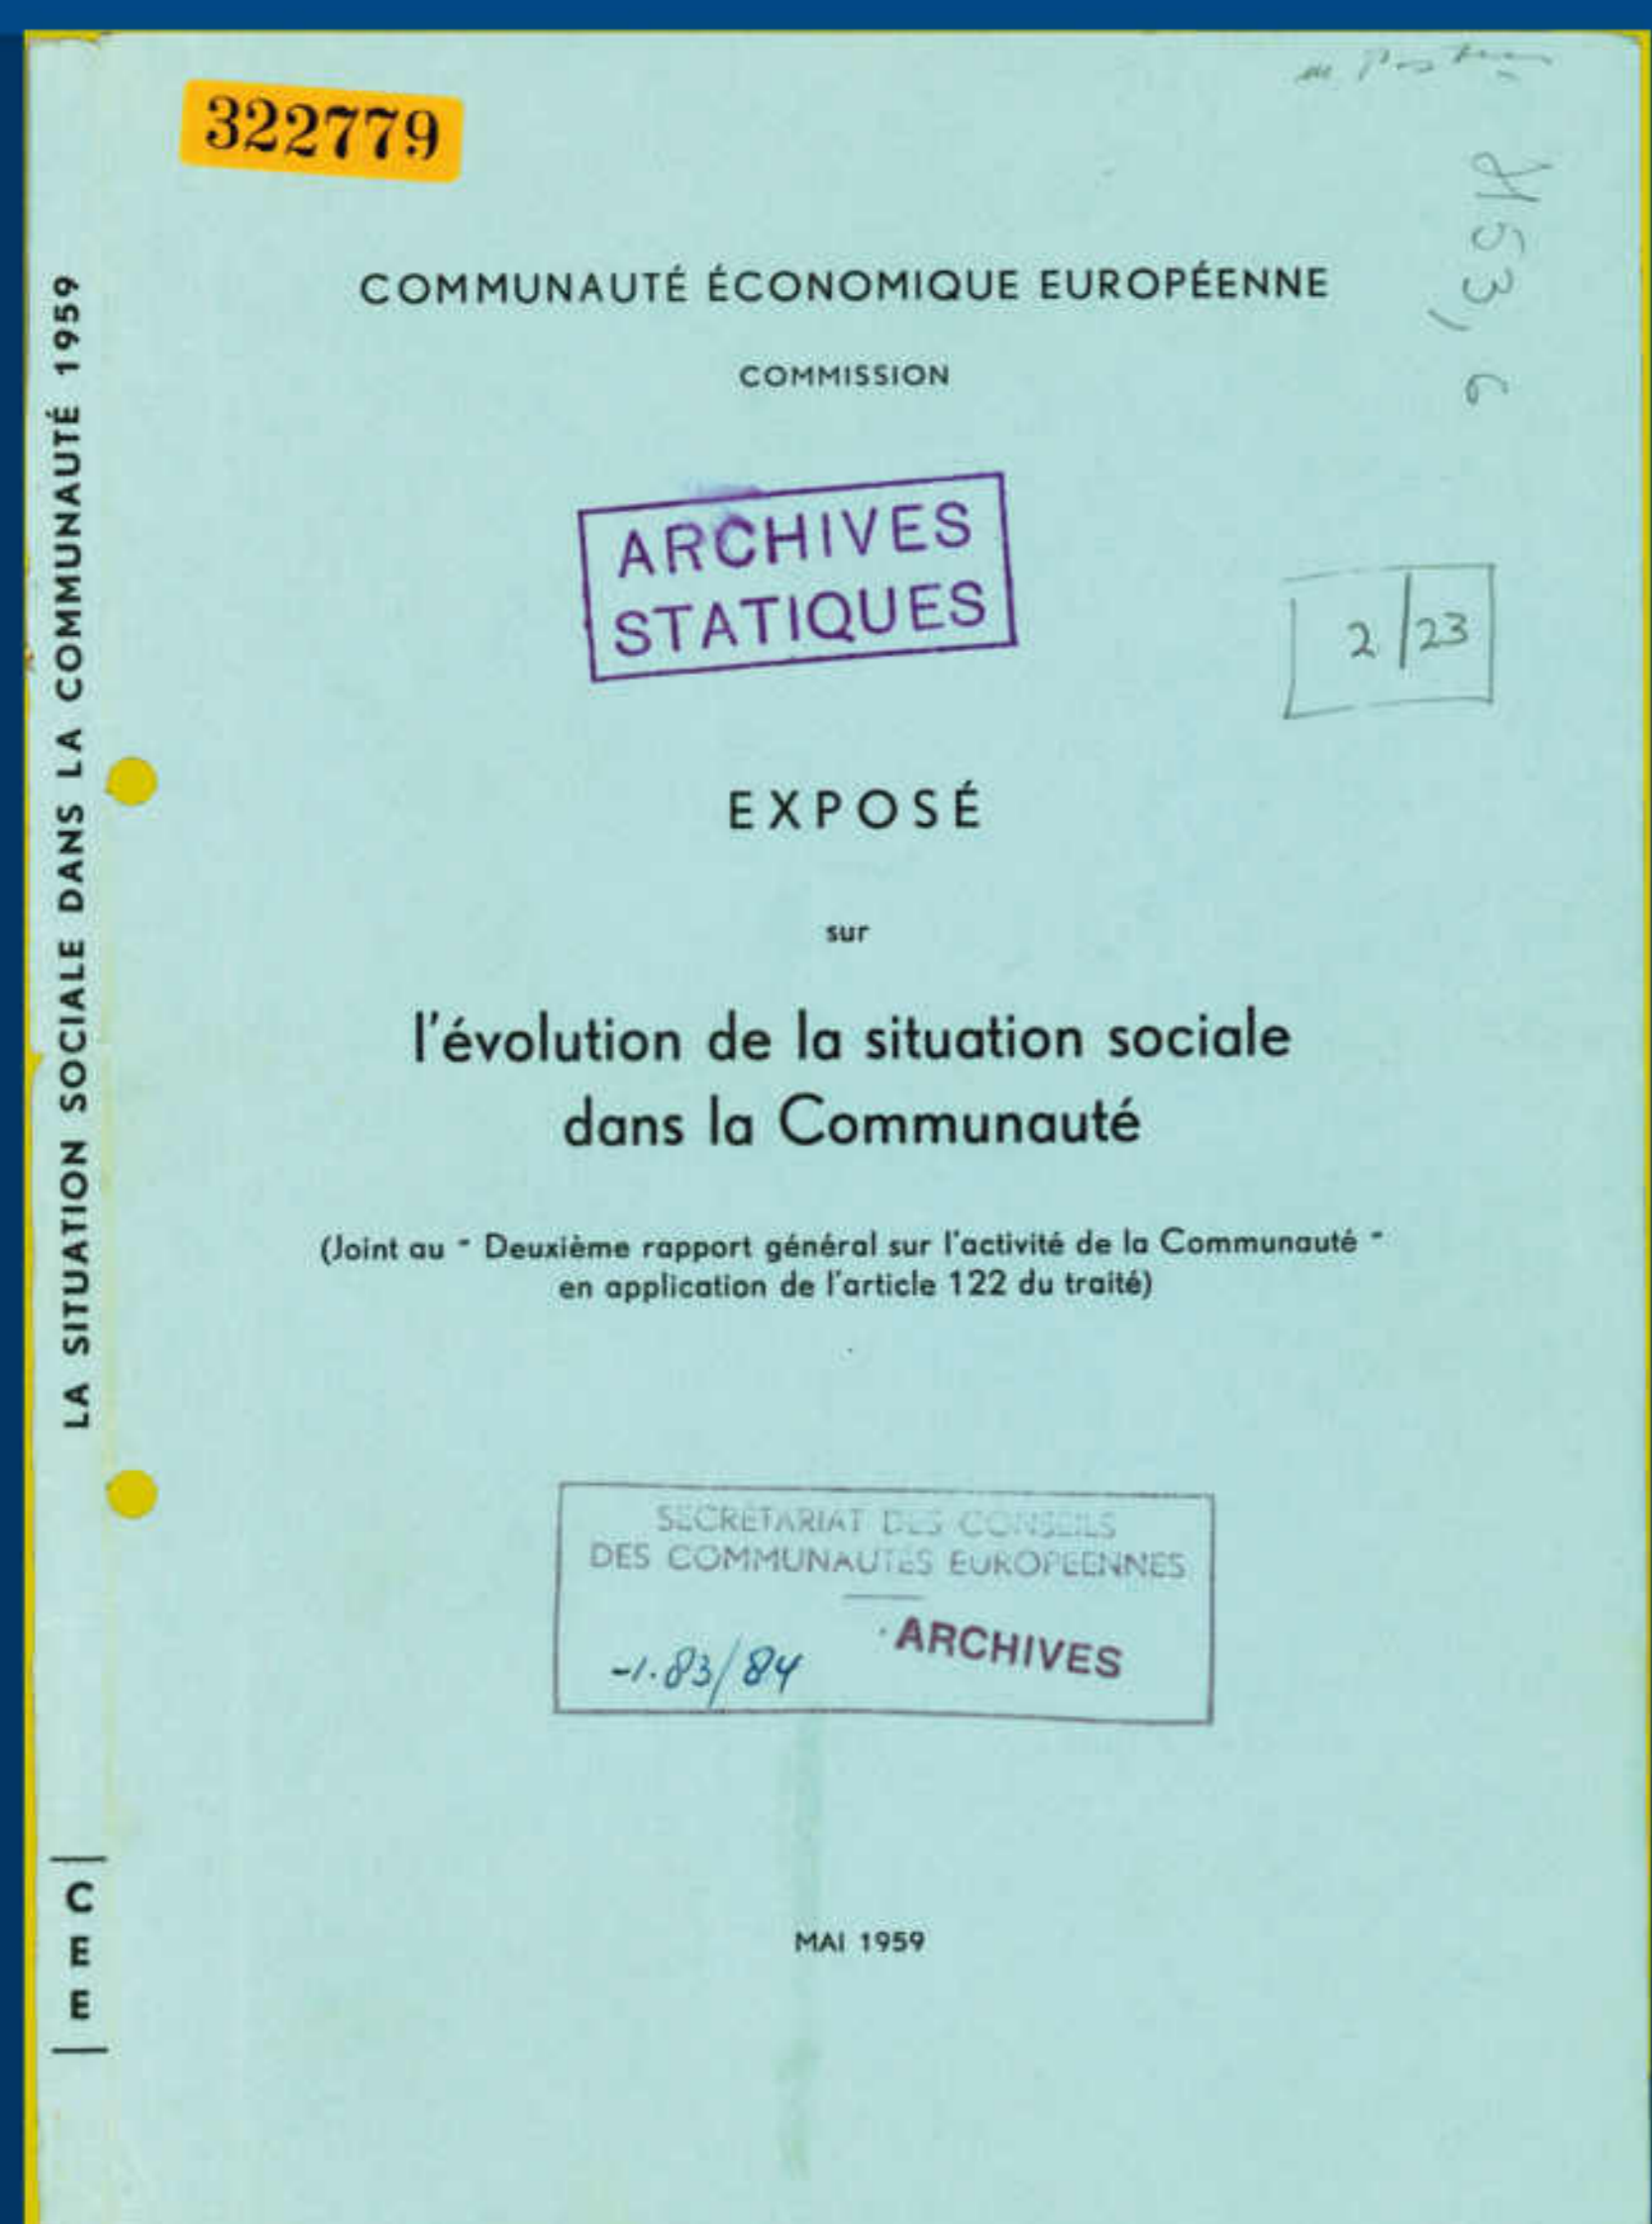 322779
COMMUNAUTÉ ÉCONOMIQUE EUROPÉENNE
COMMISSION
ARCHIVES
STATIQUES
2/23
EXPOSÉ
sur
l'évolution de la situation sociale
dans la Communauté
(Joint au " Deuxième rapport général sur l'activité de la Communauté "
en application de l'article 122 du traité)
SECRÉTARIAT DES CONSEILS
DES COMMUNAUTÉS EUROPÉENNES
ARCHIVES
-1.83/84
MAI 1959
LA SITUATION SOCIALE DANS LA COMMUNAUTÉ 1959
C
E
E